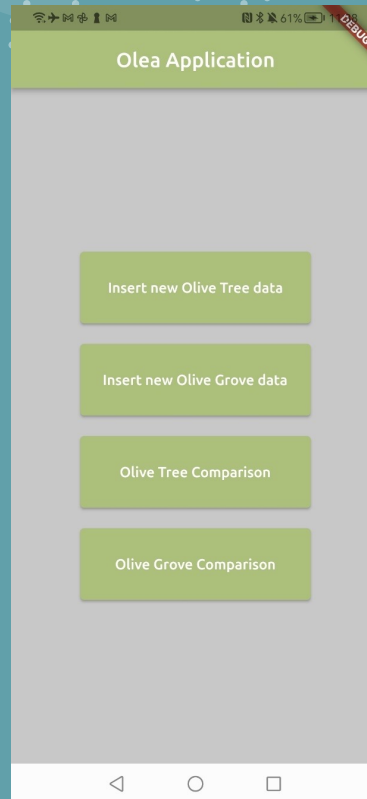 61%
DEBUG
Olea Application
Insert new Olive Tree data
Insert new Olive Grove data
Olive Tree Comparison
Olive Grove Comparison